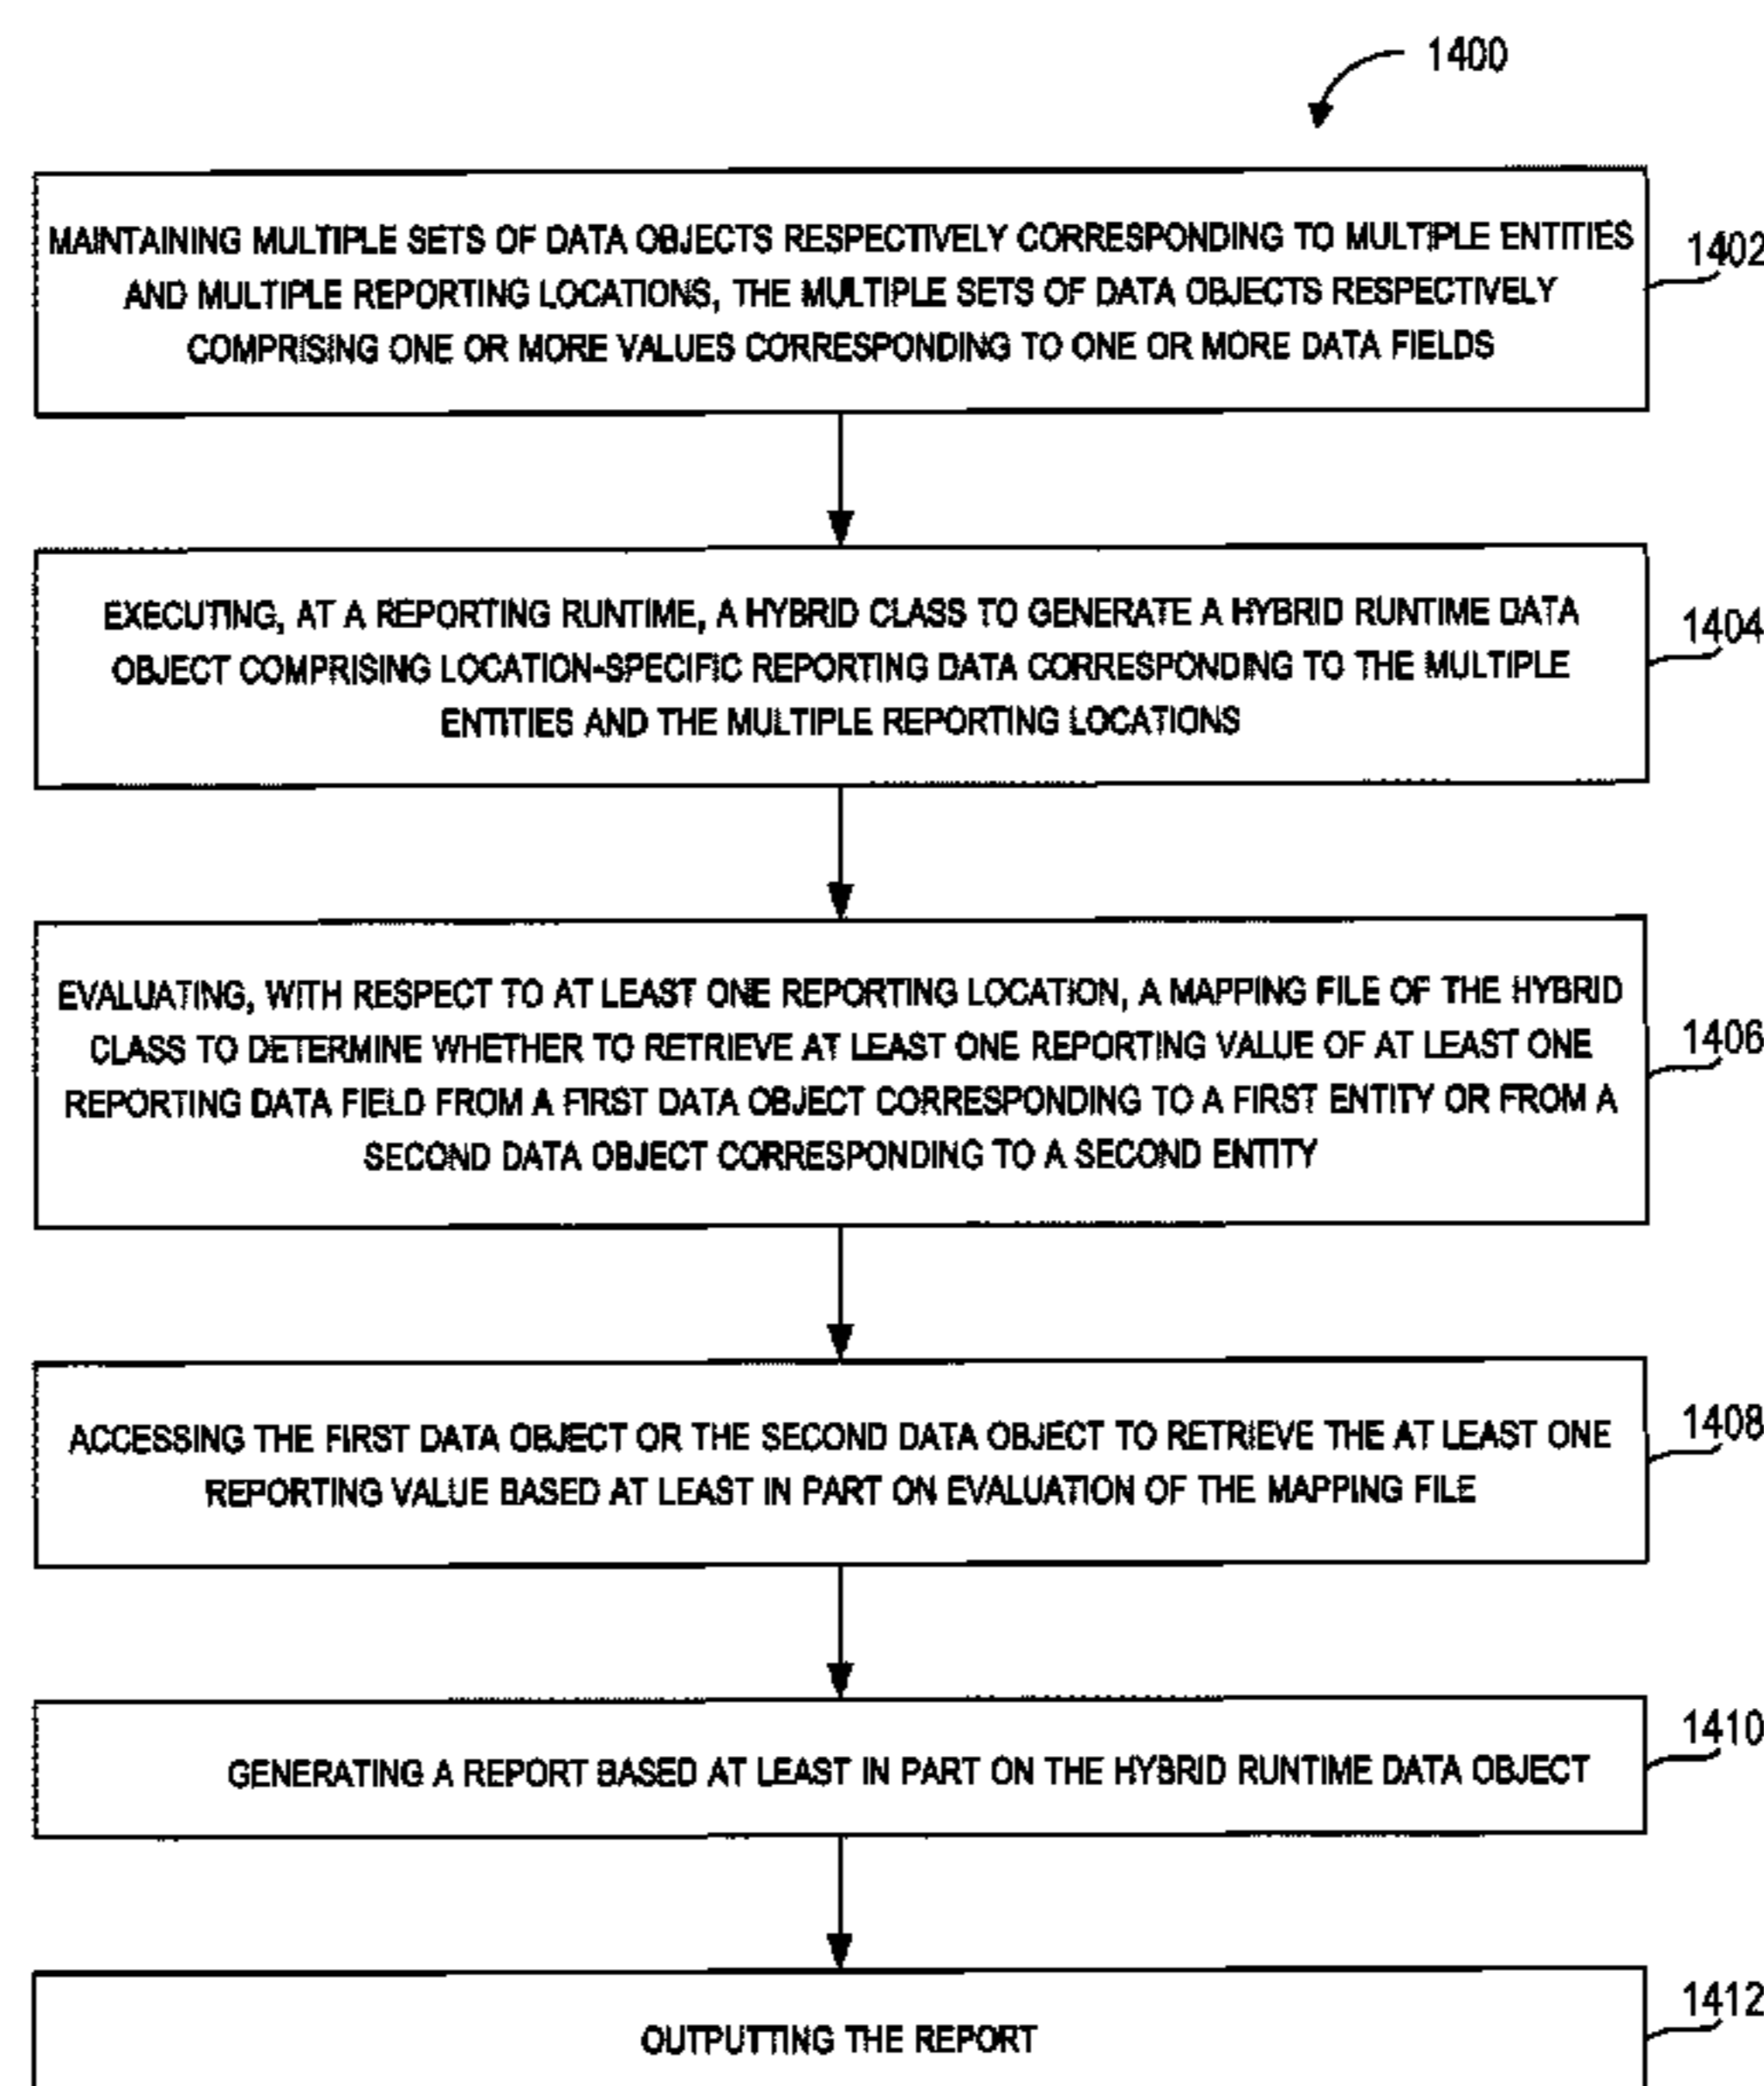 1400
MAINTAINING MULTIPLE SETS OF DATA OBJECTS RESPECTIVELY CORRESPONDING TO MULTIPLE ENTITIES
AND MULTIPLE REPORTING LOCATIONS, THE MULTIPLE SETS OF DATA OBJECTS RESPECTIVELY
COMPRISING ONE OR MORE VALUES CORRESPONDING TO ONE OR MORE DATA FIELDS
1402
EXECUTING, AT A REPORTING RUNTIME, A HYBRID CLASS TO GENERATE A HYBRID RUNTIME DATA
OBJECT COMPRISING LOCATION-SPECIFIC REPORTING DATA CORRESPONDING TO THE MULTIPLE
ENTITIES AND THE MULTIPLE REPORTING LOCATIONS
1404
EVALUATING, WITH RESPECT TO AT LEAST ONE REPORTING LOCATION, A MAPPING FILE OF THE HYBRID
CLASS TO DETERMINE WHETHER TO RETRIEVE AT LEAST ONE REPORTING VALUE OF AT LEAST ONE
REPORTING DATA FIELD FROM A FIRST DATA OBJECT CORRESPONDING TO A FIRST ENTITY OR FROM A
SECOND DATA OBJECT CORRESPONDING TO A SECOND ENTITY
1406
ACCESSING THE FIRST DATA OBJECT OR THE SECOND DATA OBJECT TO RETRIEVE THE AT LEAST ONE
REPORTING VALUE BASED AT LEAST IN PART ON EVALUATION OF THE MAPPING FILE
1408
GENERATING A REPORT BASED AT LEAST IN PART ON THE HYBRID RUNTIME DATA OBJECT
1410
OUTPUTTING THE REPORT
1412